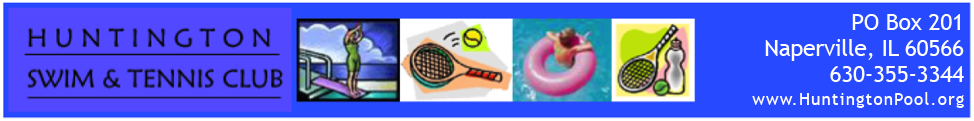 HUNTINGTON
SWIM & TENNIS CLUB
PO Box 201
Naperville, IL 60566
630-355-3344
www.HuntingtonPool.org